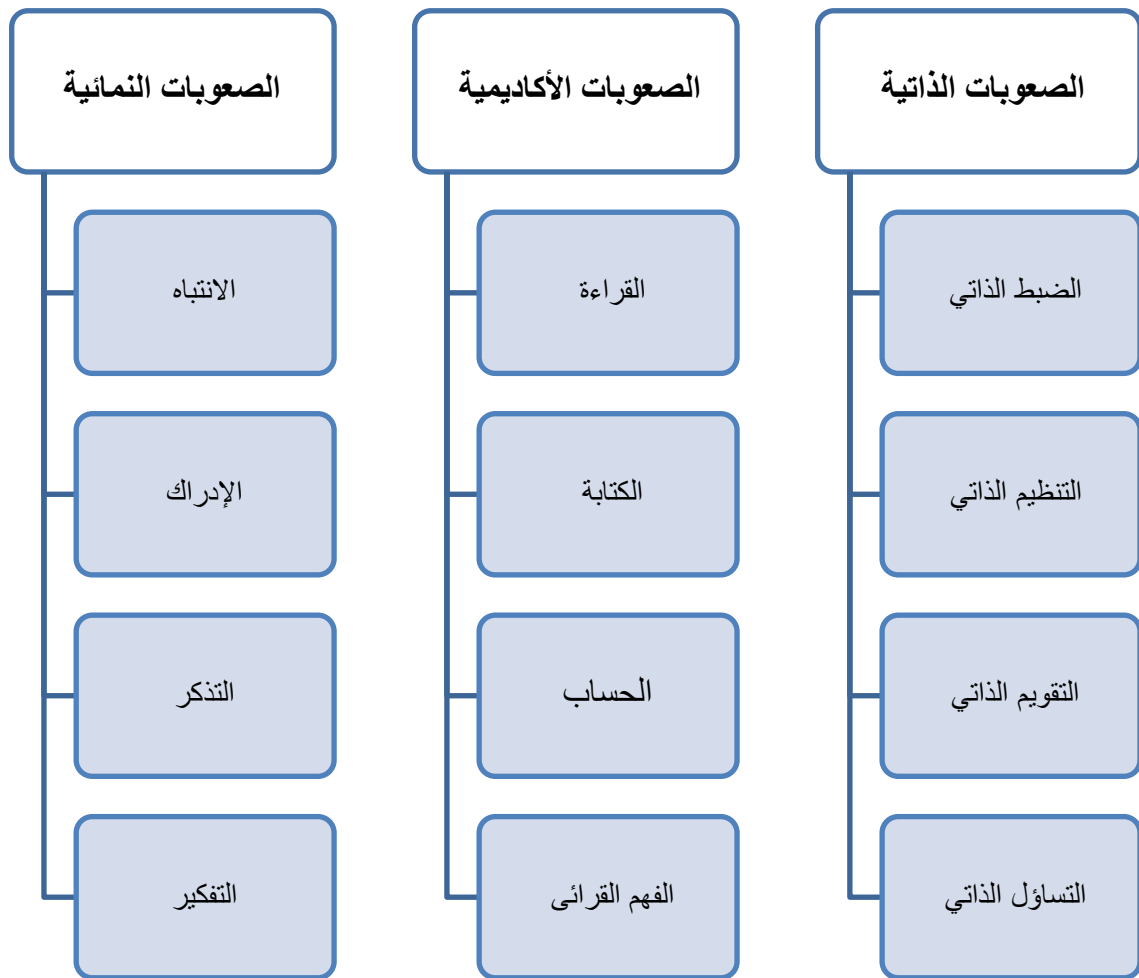 الصعوبات الذاتية
الضبط الذاتي
التنظيم الذاتي
التقويم الذاتي
التساؤل الذاتي
الصعوبات الأكاديمية
القراءة
الكتابة
الحساب
الفهم القرائى
الصعوبات النمائية
الانتباه
الإدراك
التذكر
التفكير